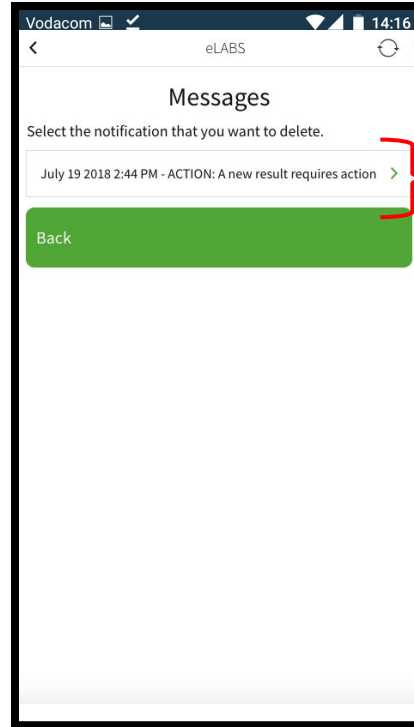 Vodacom 14:16
eLABS
Messages
Select the notification that you want to delete.
July 19 2018 2:44 PM - ACTION: A new result requires action
Back